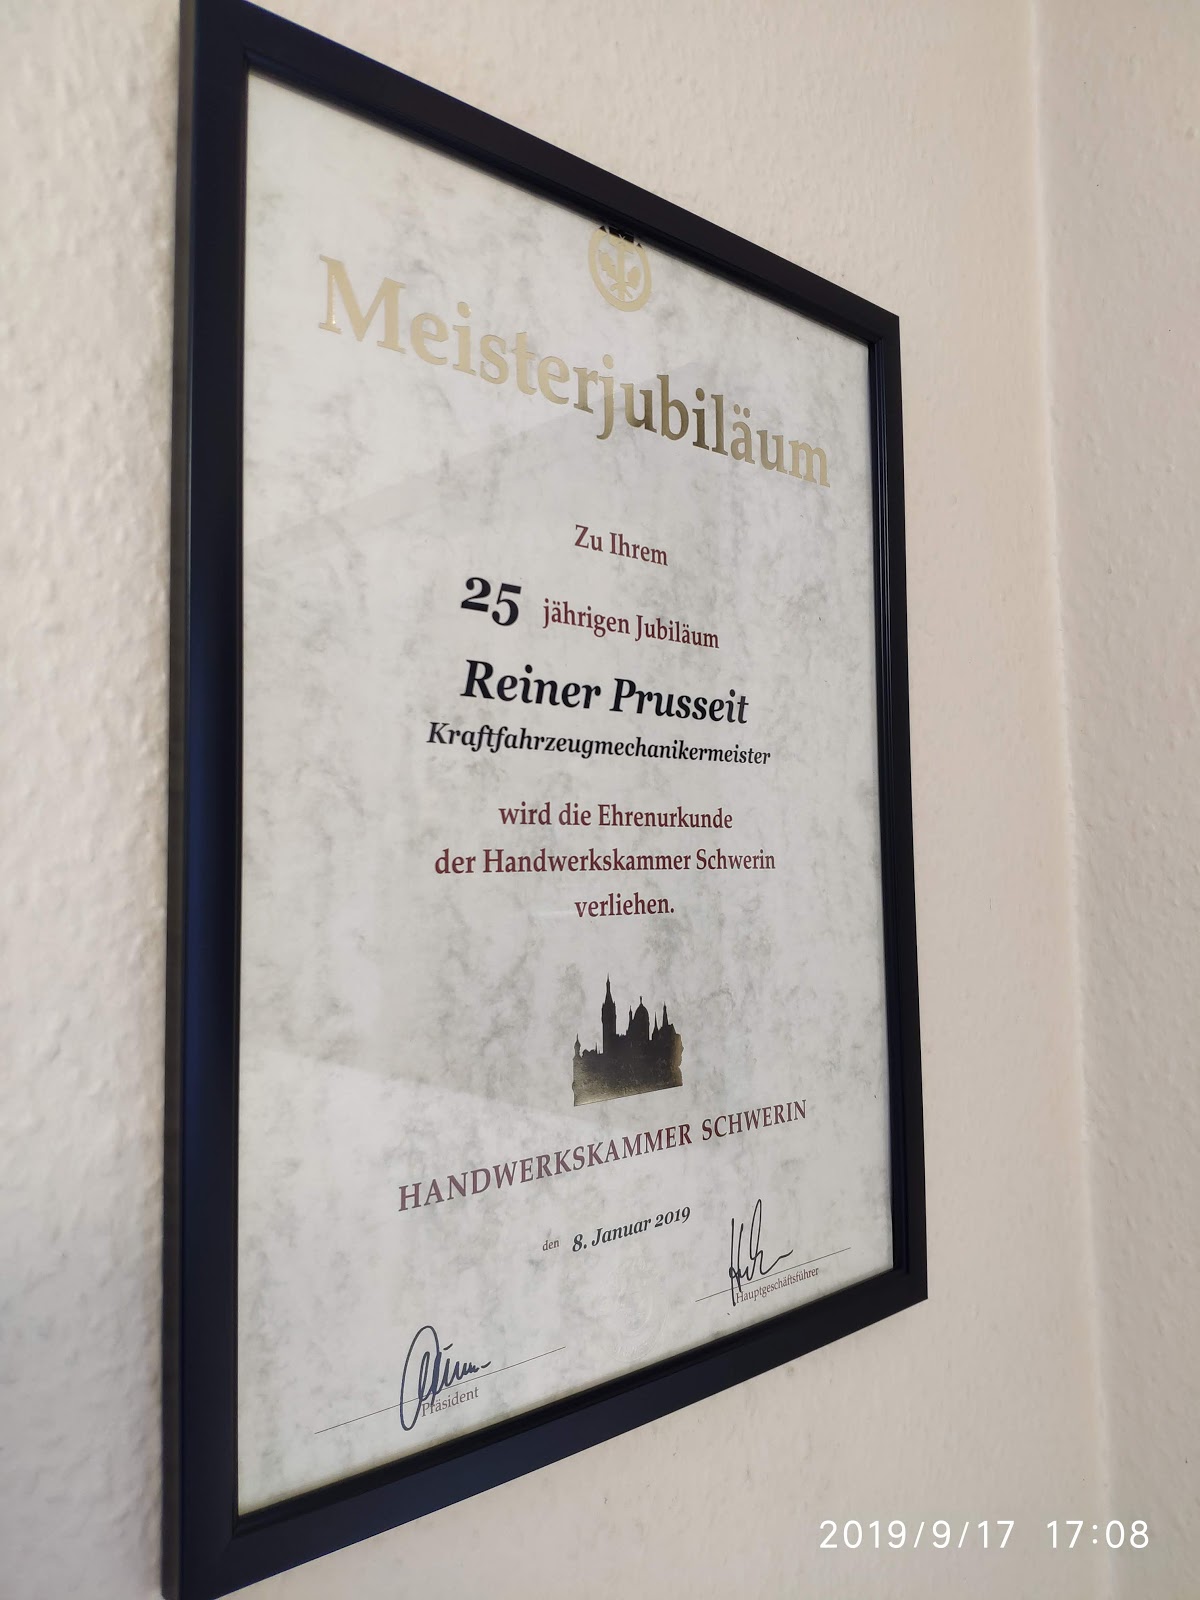 Meisterjubiläum
Zu Ihrem
25 jährigen Jubiläum
Reiner Prusseit
Kraftfahrzeugmechanikermeister
wird die Ehrenurkunde
der Handwerkskammer Schwerin
verliehen.
HANDWERKSKAMMER SCHWERIN
den 8. Januar 2019
Hauptgeschäftsführer
Präsident
2019/9/17 17:08